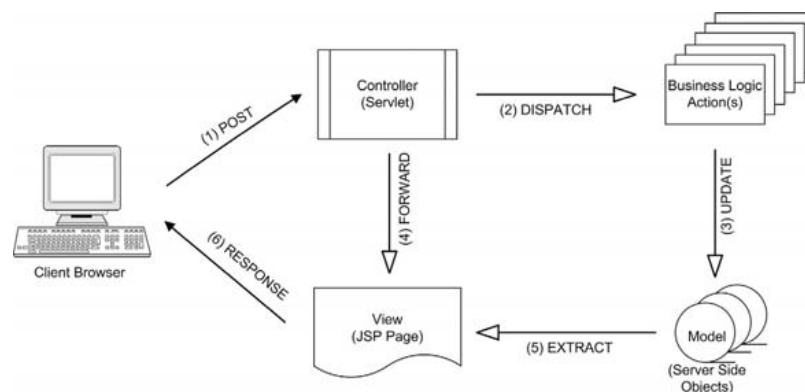 Controller
(Servlet)
Business Logic
Action(s)
(1) POST
(2) DISPATCH
(3) UPDATE
(4) FORWARD
Client Browser
(6) RESPONSE
View
(JSP Page)
(5) EXTRACT
Model
(Server Side
Objects)